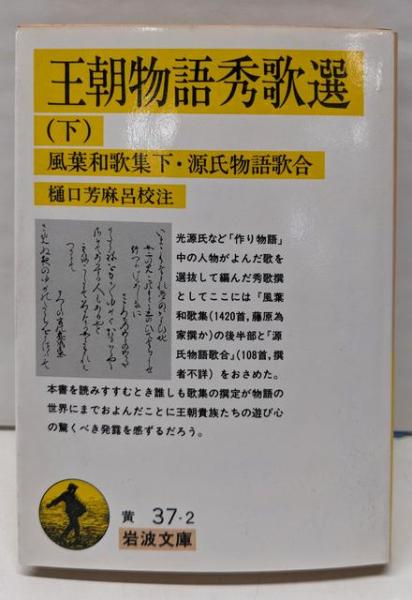 王朝物語秀歌選
(下)
風葉和歌集下・源氏物語歌合
樋口芳麻呂校注
光源氏など「作り物語」
中の人物がよんだ歌を
選抜して編んだ秀歌撰
としてここには『風葉
和歌集(1420首,藤原為
家撰か)の後半部と「源
氏物語歌合」(108首,撰
者不詳)をおさめた。
本書を読みすすむとき誰しも歌集の撰定が物語の
世界にまでおよんだことに王朝貴族たちの遊び心
の驚くべき発露を感ずるだろう。
黄 37-2
岩波文庫